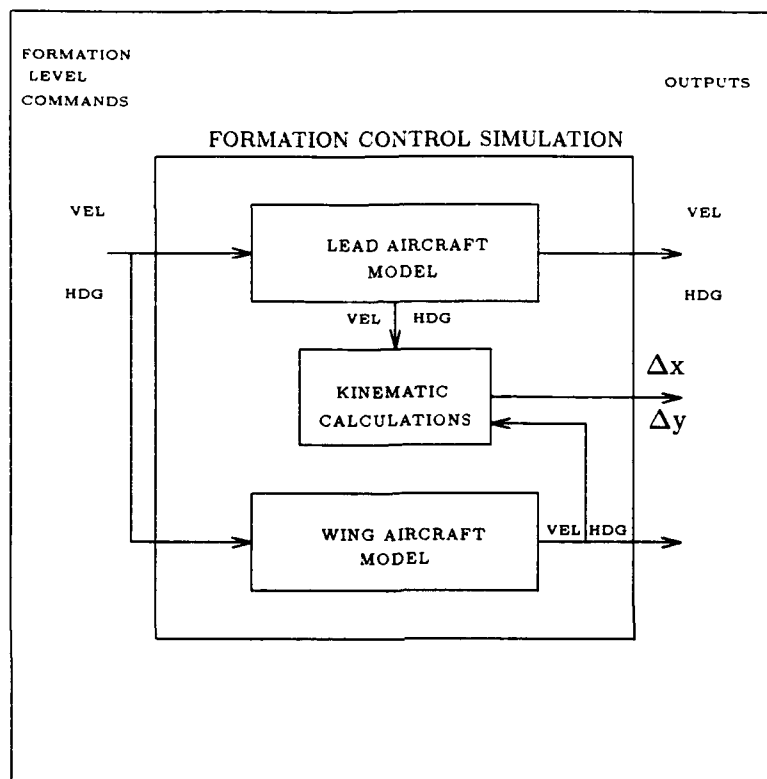 FORMATION
LEVEL
COMMANDS
OUTPUTS
FORMATION CONTROL SIMULATION
VEL
HDG
LEAD AIRCRAFT
MODEL
VEL
HDG
VEL HDG
KINEMATIC
CALCULATIONS
Δx
Δy
WING AIRCRAFT
MODEL
VEL HDG